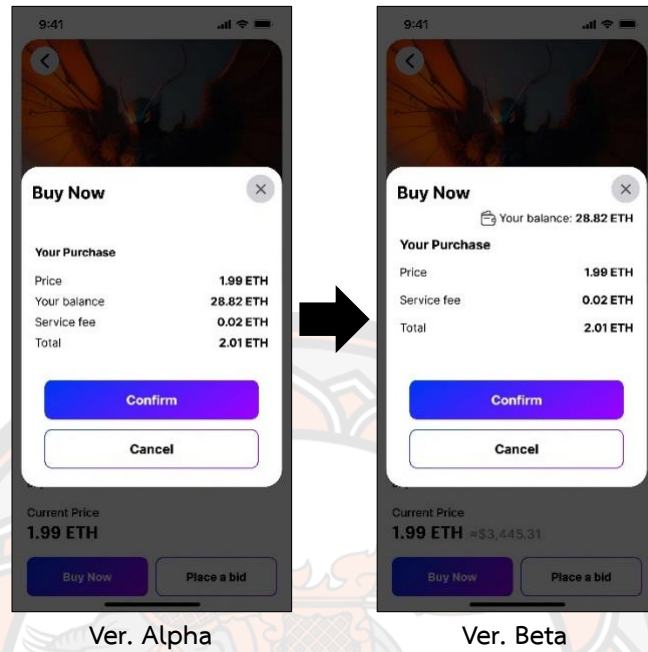 9:41
Buy Now
Your Purchase
Price 1.99 ETH
Your balance 28.82 ETH
Service fee 0.02 ETH
Total 2.01 ETH
Confirm
Cancel
Current Price
1.99 ETH
Buy Now Place a bid
Ver. Alpha
9:41
Buy Now
Your balance: 28.82 ETH
Your Purchase
Price 1.99 ETH
Service fee 0.02 ETH
Total 2.01 ETH
Confirm
Cancel
Current Price
1.99 ETH ≈$3,445.31
Buy Now Place a bid
Ver. Beta